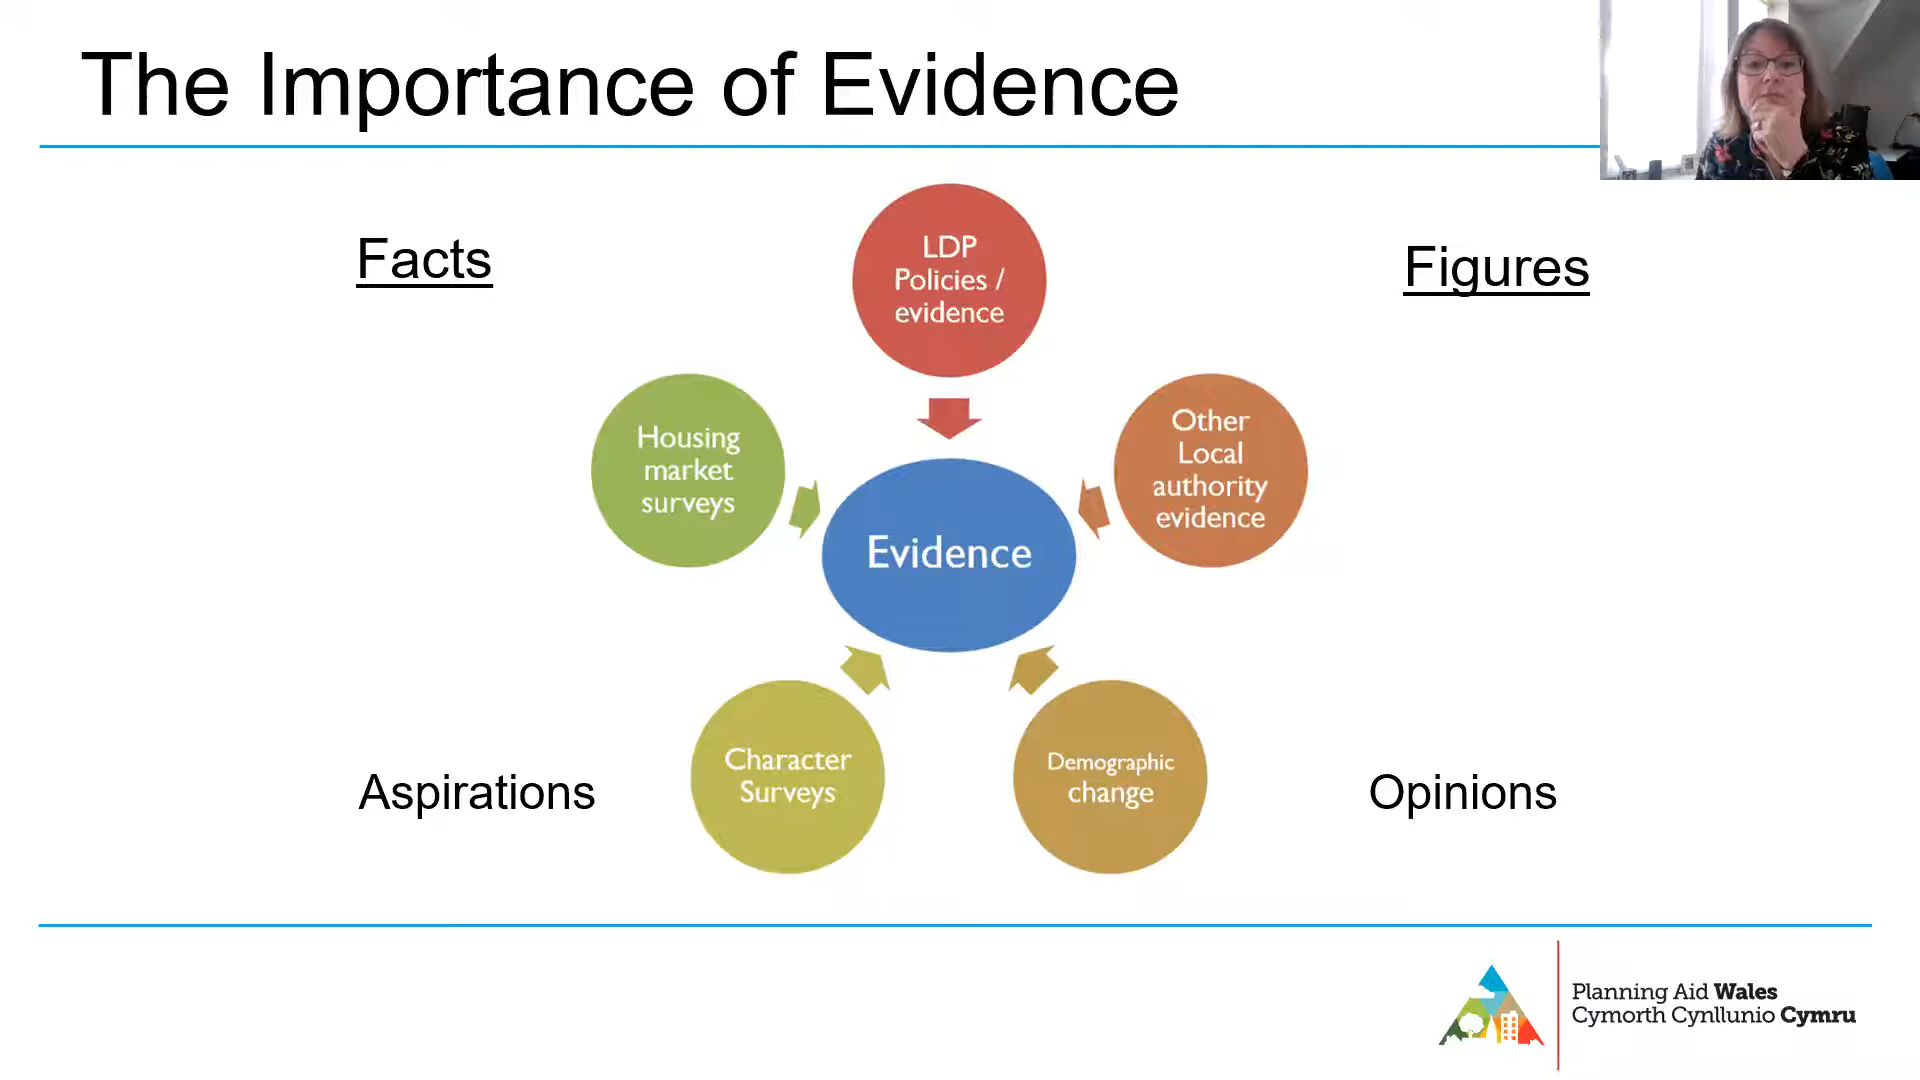 The Importance of Evidence
Facts
Figures
LDP
Policies /
evidence
Housing
market
surveys
Other
Local
authority
evidence
Evidence
Character
Surveys
Demographic
change
Aspirations
Opinions
Planning Aid Wales
Cymorth Cynllunio Cymru